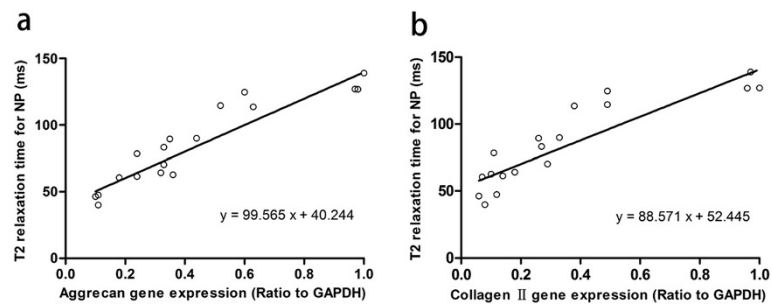 a
T2 relaxation time for NP (ms)
150
100
50
0
0.0 0.2 0.4 0.6 0.8 1.0
y = 99.565 x + 40.244
Aggrecan gene expression (Ratio to GAPDH)
b
T2 relaxation time for NP (ms)
150
100
50
0
0.0 0.2 0.4 0.6 0.8 1.0
y = 88.571 x + 52.445
Collagen Ⅱ gene expression (Ratio to GAPDH)